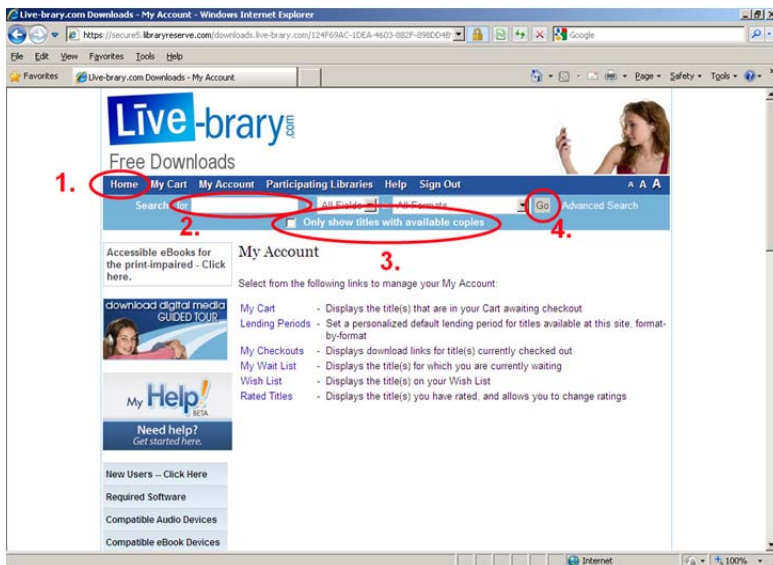 Live-brary.com Downloads - My Account - Windows Internet Explorer
https://secure5.libraryreserve.com/downloads.live-brary.com/124F69AC-1DEA-4603-882F-898DD4B
Google
File Edit View Favorites Tools Help
Favorites Live-brary.com Downloads - My Account
Page Safety Tools
Līve-brary.com
Free Downloads
1.
Home My Cart My Account Participating Libraries Help Sign Out A A A
Search for All Fields All Formats Go Advanced Search
2. Only show titles with available copies 4.
3.
Accessible eBooks for
the print-impaired - Click
here.
My Account
Select from the following links to manage your My Account:
download digital media
GUIDED TOUR
My Cart - Displays the title(s) that are in your Cart awaiting checkout
Lending Periods - Set a personalized default lending period for titles available at this site, format-
by-format
My Checkouts - Displays download links for title(s) currently checked out
My Wait List - Displays the title(s) for which you are currently waiting
Wish List - Displays the title(s) on your Wish List
Rated Titles - Displays the title(s) you have rated, and allows you to change ratings
My Help!
BETA
Need help?
Get started here.
New Users -- Click Here
Required Software
Compatible Audio Devices
Compatible eBook Devices
Internet 100%